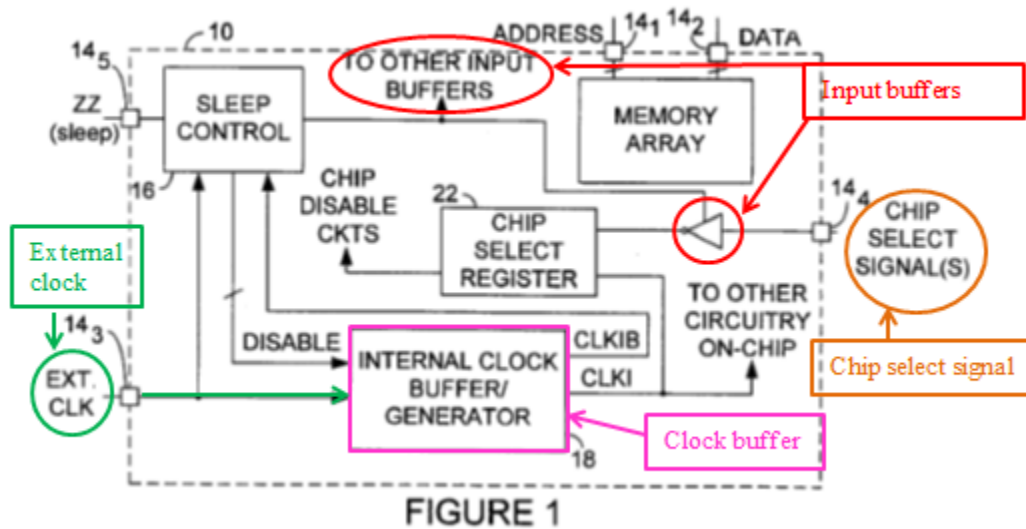 10
ADDRESS
14 1
14 2
DATA
14 5
TO OTHER INPUT
BUFFERS
Input buffers
ZZ
(sleep)
SLEEP
CONTROL
MEMORY
ARRAY
16
CHIP
DISABLE
CKTS
22
CHIP
SELECT
REGISTER
14 4
CHIP
SELECT
SIGNAL(S)
External
clock
TO OTHER
CIRCUITRY
ON-CHIP
14 3
DISABLE
CLKIB
INTERNAL CLOCK
BUFFER/
GENERATOR
CLKI
Chip select signal
EXT.
CLK
Clock buffer
18
FIGURE 1